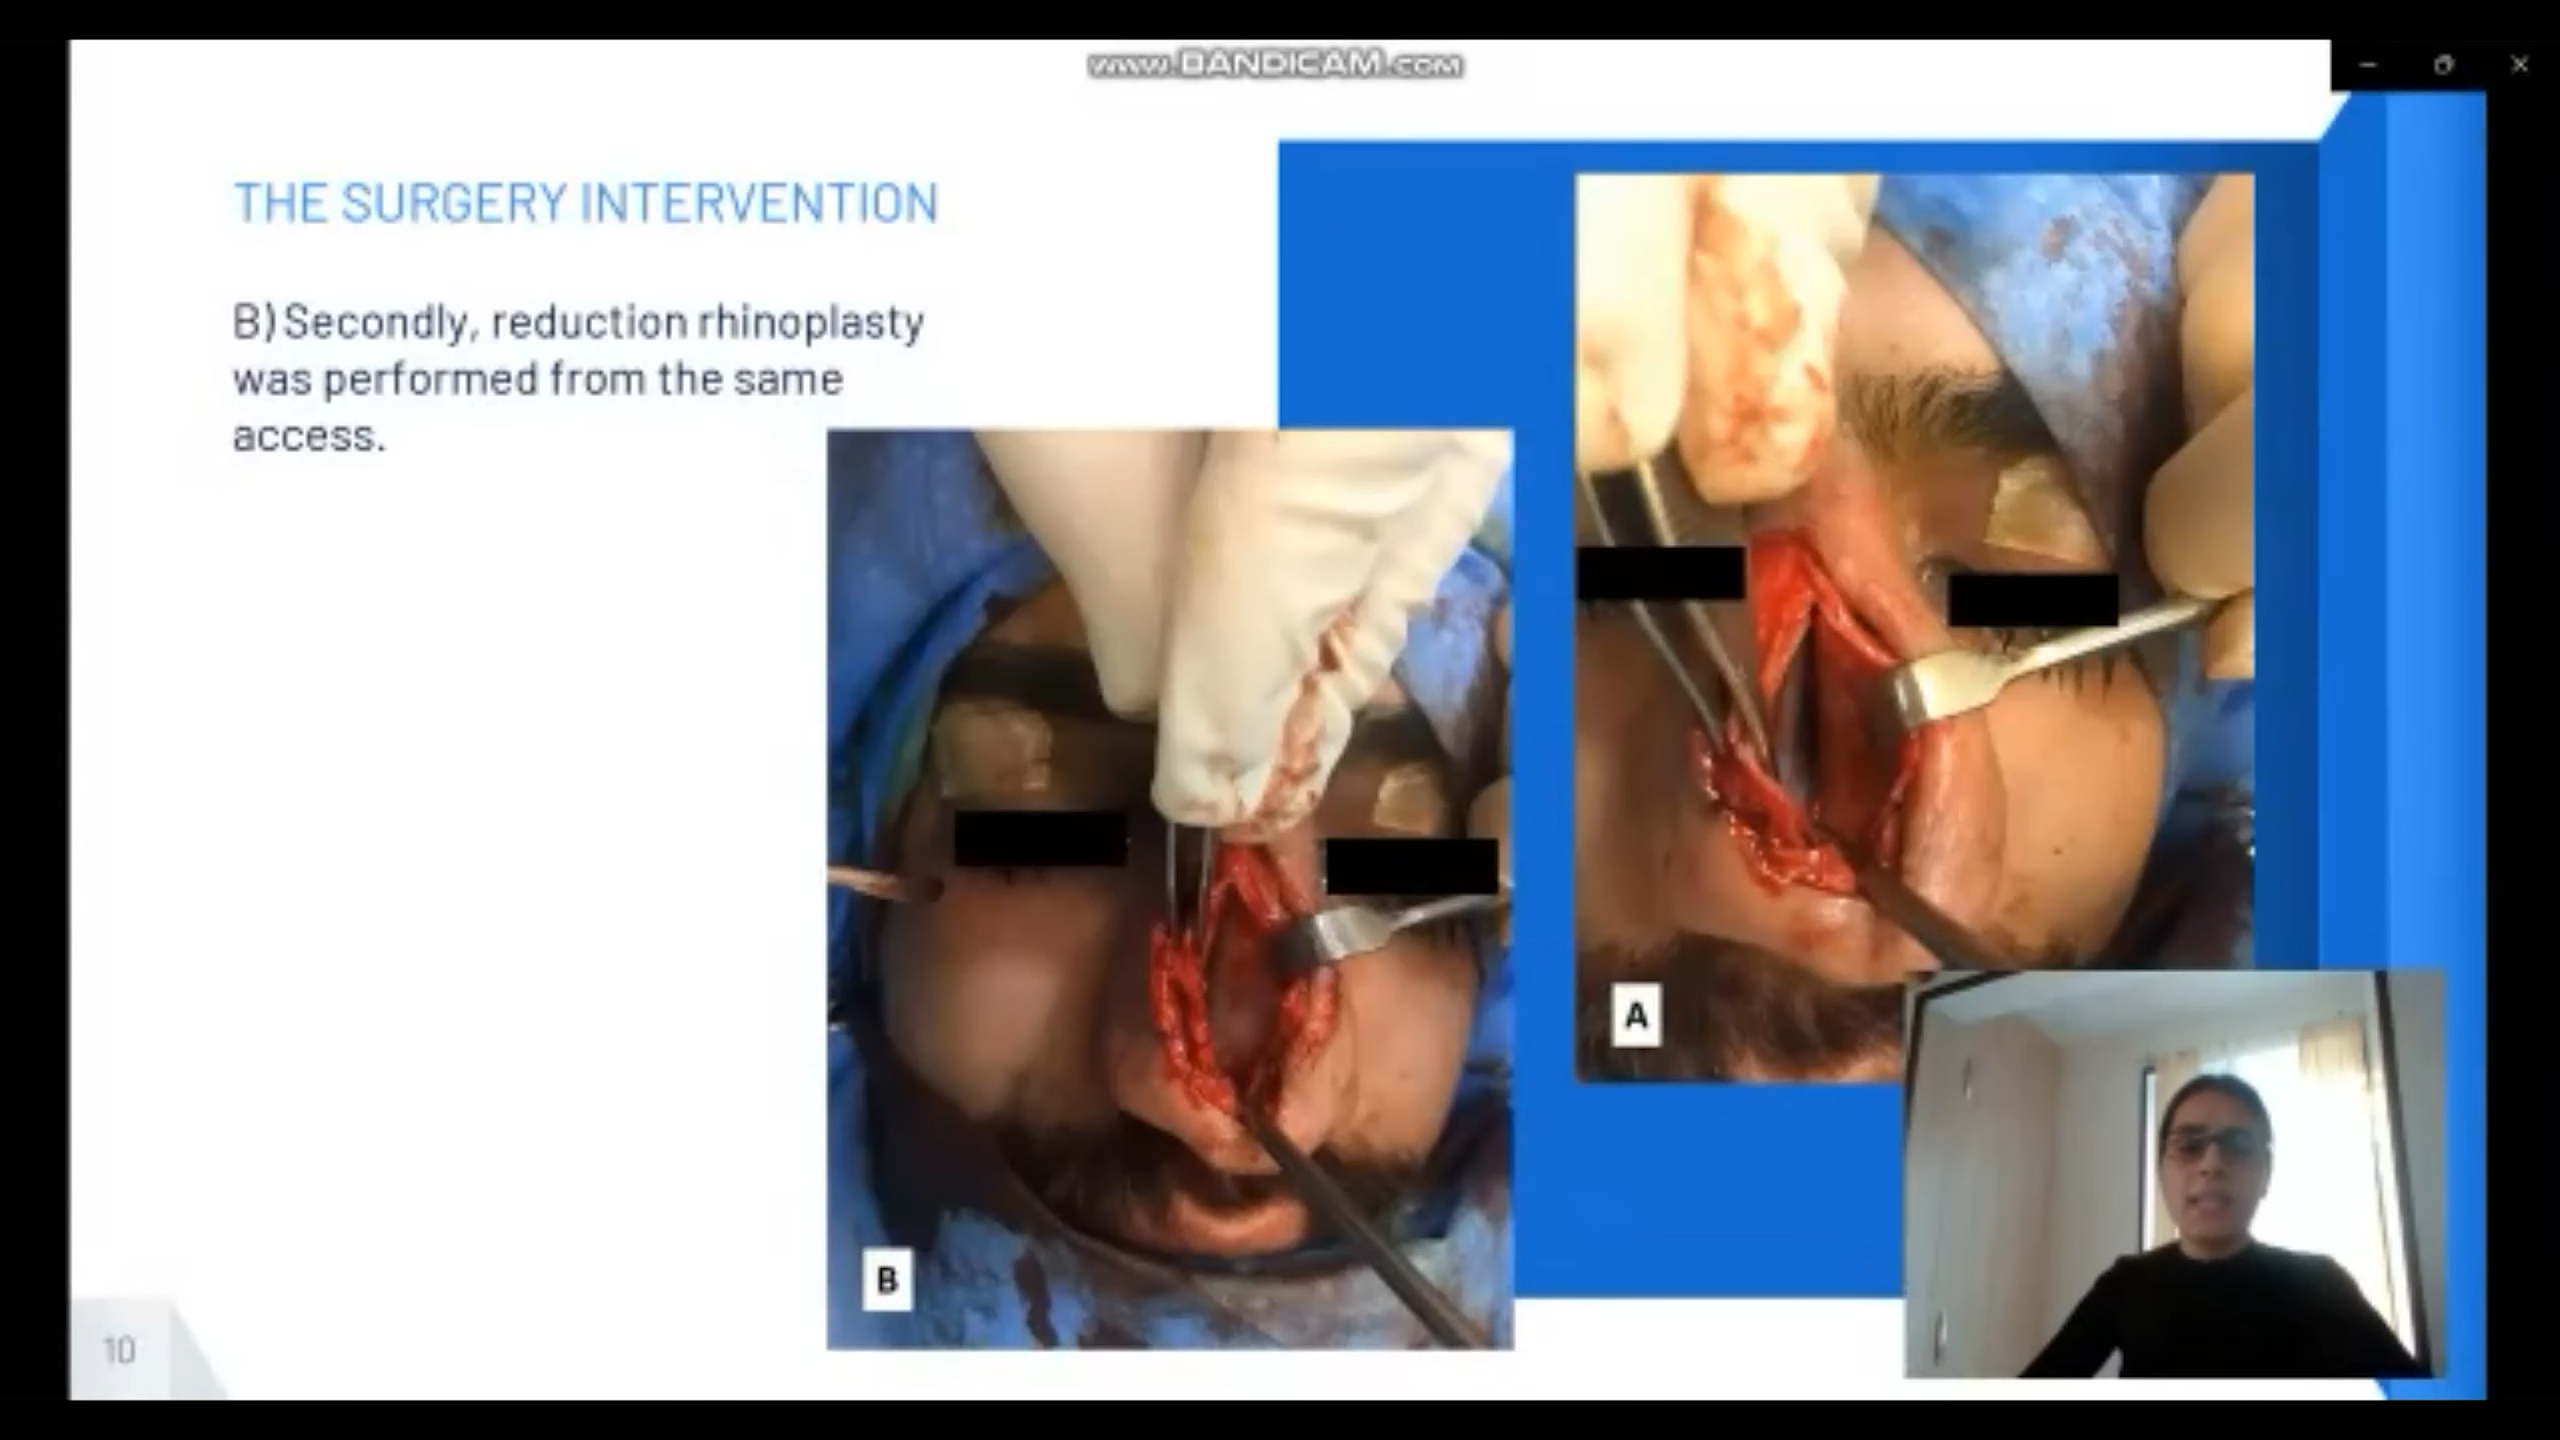 www.BANDICAM.com
THE SURGERY INTERVENTION
B) Secondly, reduction rhinoplasty
was performed from the same
access.
A
B
10